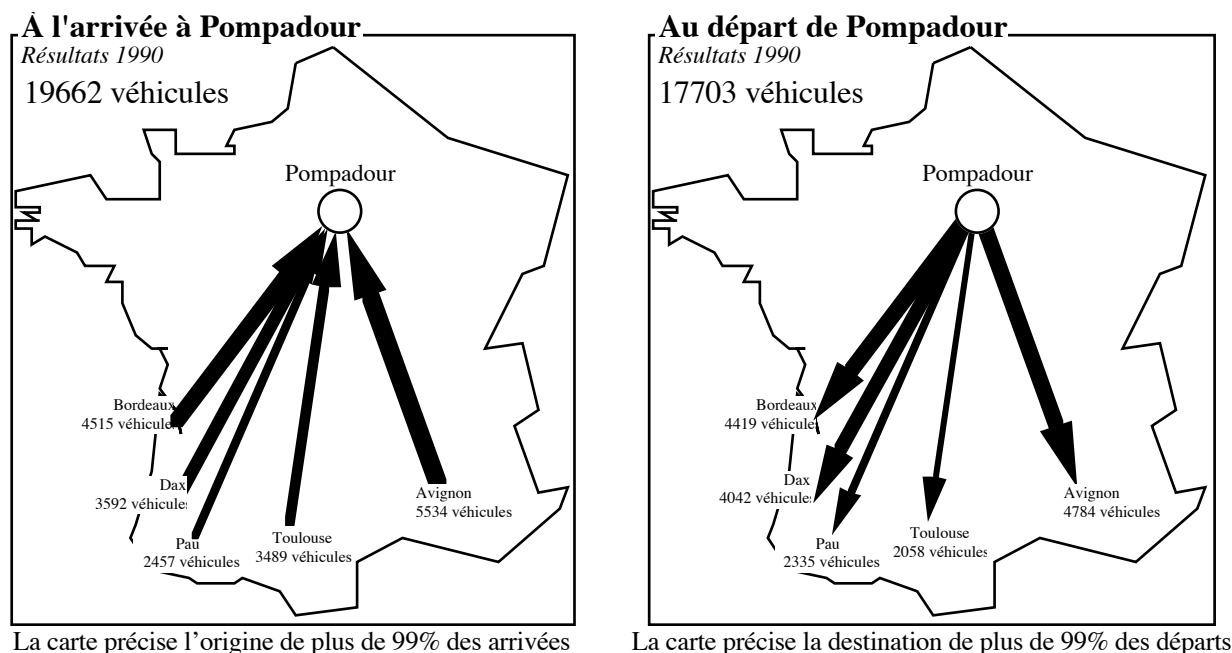 À l'arrivée à Pompadour
Résultats 1990
19662 véhicules
Pompadour
Bordeaux
4515 véhicules
Dax
3592 véhicules
Pau
2457 véhicules
Toulouse
3489 véhicules
Avignon
5534 véhicules
La carte précise l’origine de plus de 99% des arrivées
Au départ de Pompadour
Résultats 1990
17703 véhicules
Pompadour
Bordeaux
4419 véhicules
Dax
4042 véhicules
Pau
2335 véhicules
Toulouse
2058 véhicules
Avignon
4784 véhicules
La carte précise la destination de plus de 99% des départs